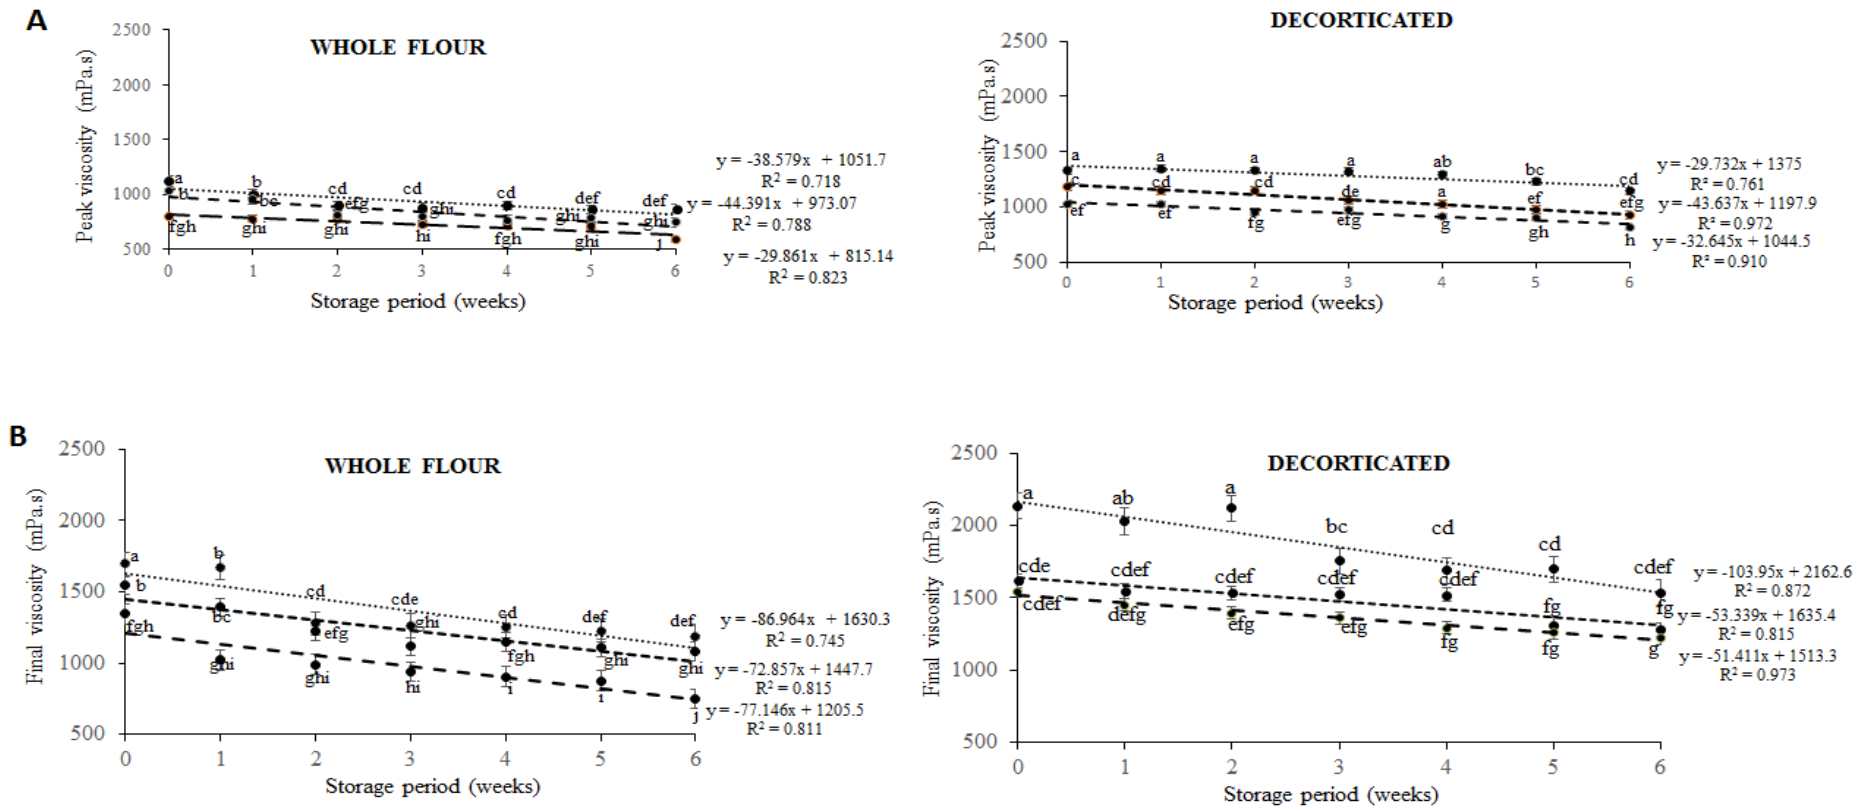 A
WHOLE FLOUR
Peak viscosity (mPa.s)
2500
2000
1500
1000
500
a
b
cd
cd
cd
def
def
b
bc
efg
ghi
ghi
ghi
fgh
ghi
ghi
hi
fgh
ghi
j
0 1 2 3 4 5 6
Storage period (weeks)
y = -38.579x + 1051.7
R² = 0.718
y = -44.391x + 973.07
R² = 0.788
y = -29.861x + 815.14
R² = 0.823
DECORTICATED
Peak viscosity (mPa.s)
2500
2000
1500
1000
500
a
a
a
a
ab
bc
cd
c
cd
cd
de
a
ef
efg
ef
ef
fg
efg
g
gh
h
0 1 2 3 4 5 6
Storage period (weeks)
y = -29.732x + 1375
R² = 0.761
y = -43.637x + 1197.9
R² = 0.972
y = -32.645x + 1044.5
R² = 0.910
B
WHOLE FLOUR
Final viscosity (mPa.s)
2500
2000
1500
1000
500
a
b
cd
cde
cd
def
def
b
bc
efg
ghi
fgh
ghi
ghi
fgh
ghi
ghi
hi
i
i
j
0 1 2 3 4 5 6
Storage period (weeks)
y = -86.964x + 1630.3
R² = 0.745
y = -72.857x + 1447.7
R² = 0.815
y = -77.146x + 1205.5
R² = 0.811
DECORTICATED
Final viscosity (mPa.s)
2500
2000
1500
1000
500
a
ab
a
bc
cd
cd
cdef
cde
cdef
cdef
cdef
cdef
fg
fg
cdef
defg
efg
efg
fg
fg
g
0 1 2 3 4 5 6
Storage period (weeks)
y = -103.95x + 2162.6
R² = 0.872
y = -53.339x + 1635.4
R² = 0.815
y = -51.411x + 1513.3
R² = 0.973